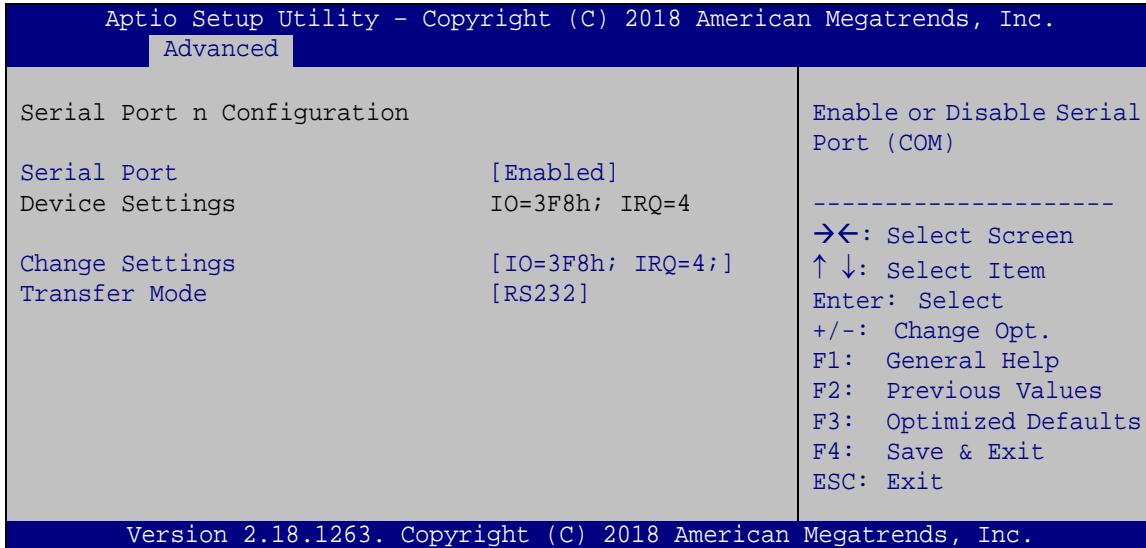 Aptio Setup Utility – Copyright (C) 2018 American Megatrends, Inc.
Advanced
Serial Port n Configuration
Serial Port [Enabled]
Device Settings IO=3F8h; IRQ=4
Change Settings [IO=3F8h; IRQ=4;]
Transfer Mode [RS232]
Enable or Disable Serial
Port (COM)
---------------------
→←: Select Screen
↑ ↓: Select Item
Enter: Select
+/-: Change Opt.
F1: General Help
F2: Previous Values
F3: Optimized Defaults
F4: Save & Exit
ESC: Exit
Version 2.18.1263. Copyright (C) 2018 American Megatrends, Inc.